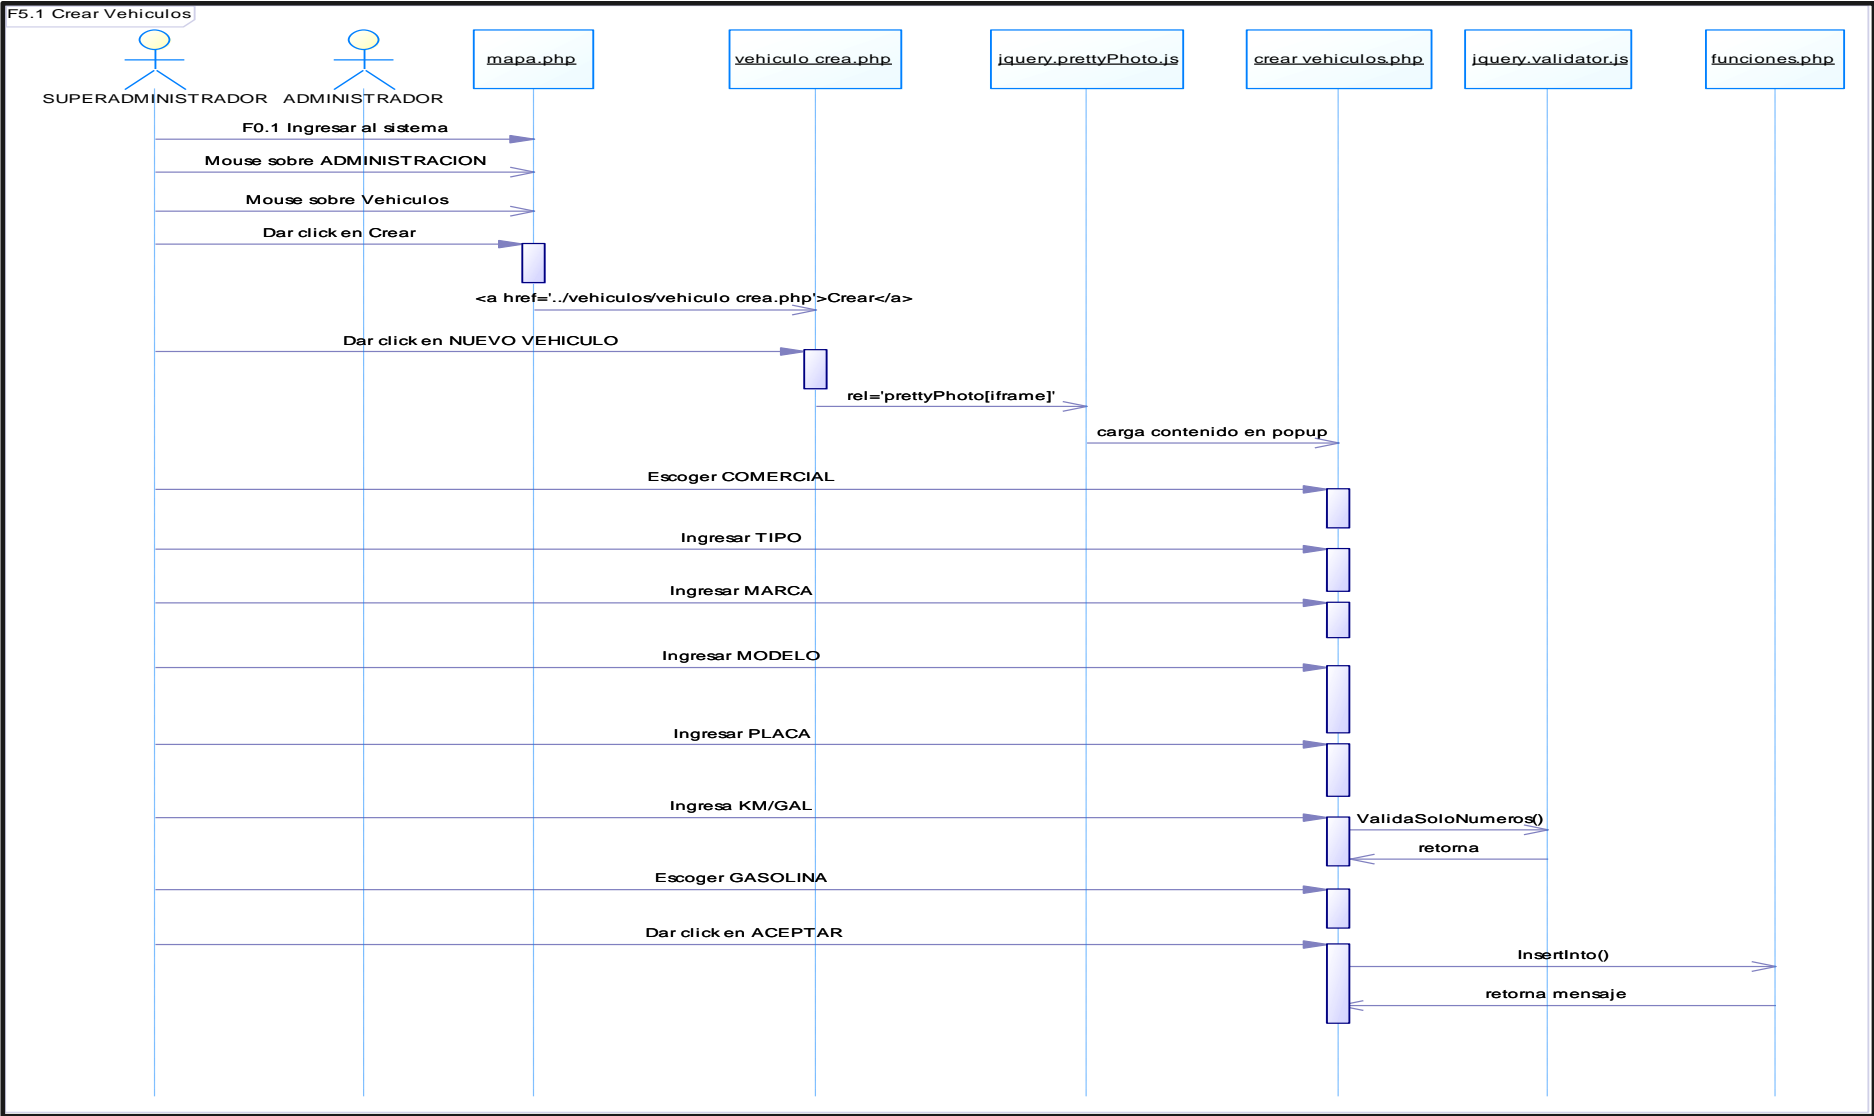 F5.1 Crear Vehiculos
SUPERADMINISTRADOR
ADMINISTRADOR
mapa.php
vehiculo crea.php
jquery.prettyPhoto.js
crear vehiculos.php
jquery.validator.js
funciones.php
F0.1 Ingresar al sistema
Mouse sobre ADMINISTRACION
Mouse sobre Vehiculos
Dar click en Crear
<a href='../vehiculos/vehiculo crea.php'>Crear</a>
Dar click en NUEVO VEHICULO
rel='prettyPhoto[iframe]'
carga contenido en popup
Escoger COMERCIAL
Ingresar TIPO
Ingresar MARCA
Ingresar MODELO
Ingresar PLACA
Ingresa KM/GAL
ValidaSoloNumeros()
retorna
Escoger GASOLINA
Dar click en ACEPTAR
InsertInto()
retorna mensaje